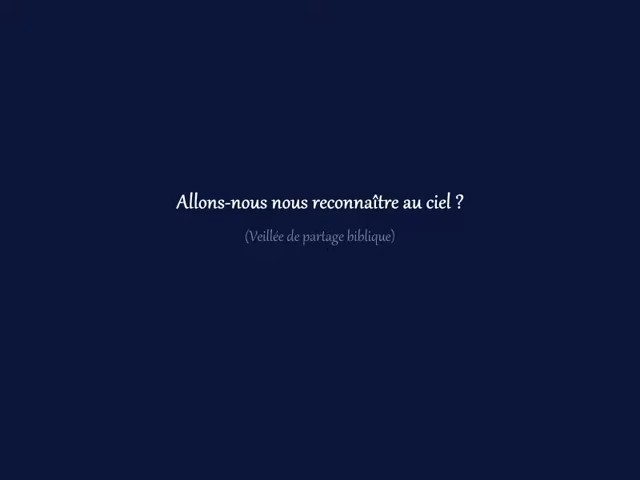 Allons-nous nous reconnaître au ciel ?
(Veillée de partage biblique)